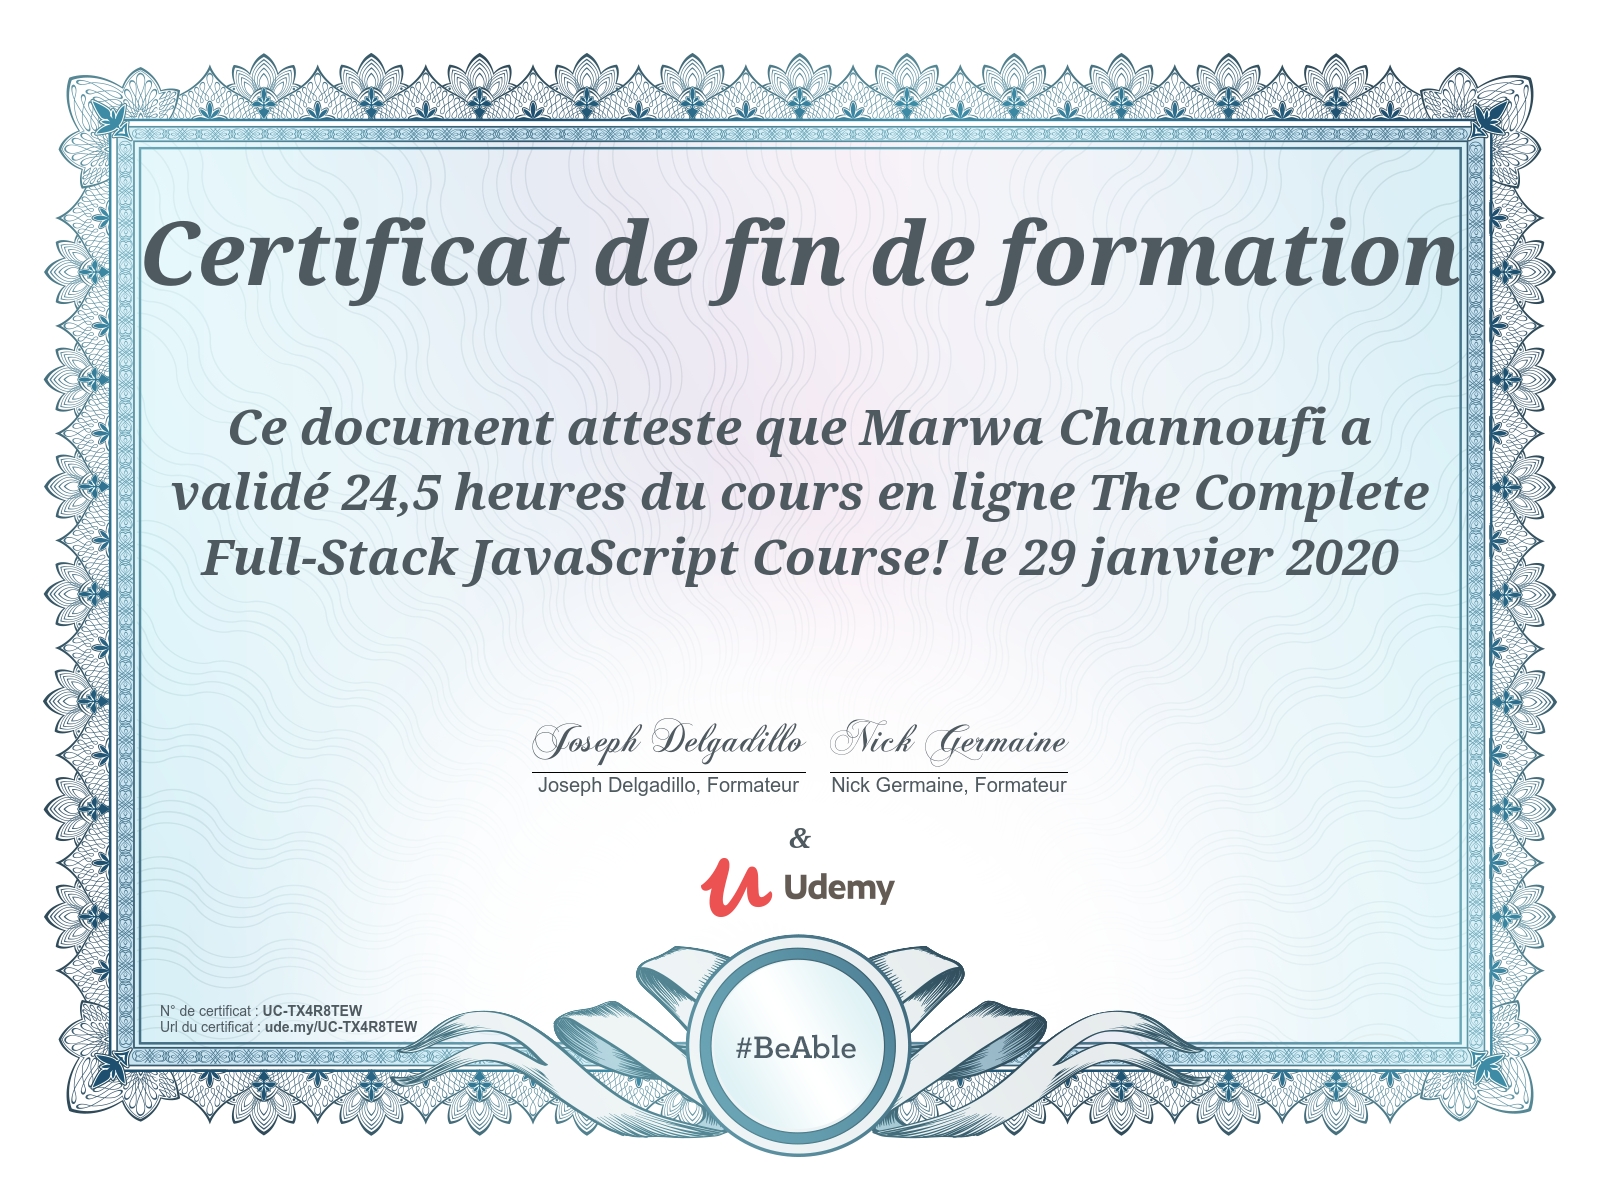 Certificat de fin de formation
Ce document atteste que Marwa Channoufi a
validé 24,5 heures du cours en ligne The Complete
Full-Stack JavaScript Course! le 29 janvier 2020
Joseph Delgadillo Nick Germaine
Joseph Delgadillo, Formateur Nick Germaine, Formateur
&
Udemy
N° de certificat : UC-TX4R8TEW
Url du certificat : ude.my/UC-TX4R8TEW
#BeAble